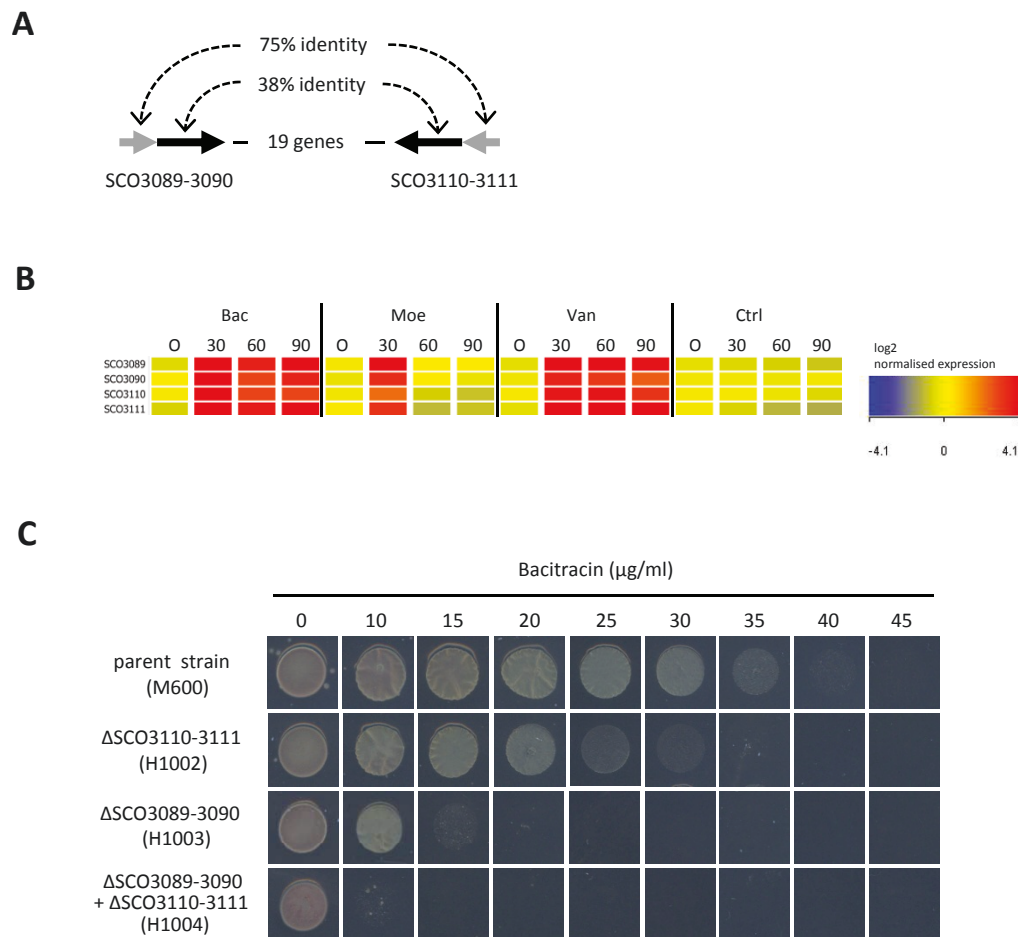 A
75% identity
38% identity
19 genes
SCO3089-3090 SCO3110-3111
B
Bac Moe Van Ctrl
O 30 60 90 O 30 60 90 O 30 60 90 O 30 60 90
SCO3089
SCO3090
SCO3110
SCO3111
log2
normalised expression
-4.1 0 4.1
C
Bacitracin (µg/ml)
0 10 15 20 25 30 35 40 45
parent strain
(M600)
ΔSCO3110-3111
(H1002)
ΔSCO3089-3090
(H1003)
ΔSCO3089-3090
+ ΔSCO3110-3111
(H1004)